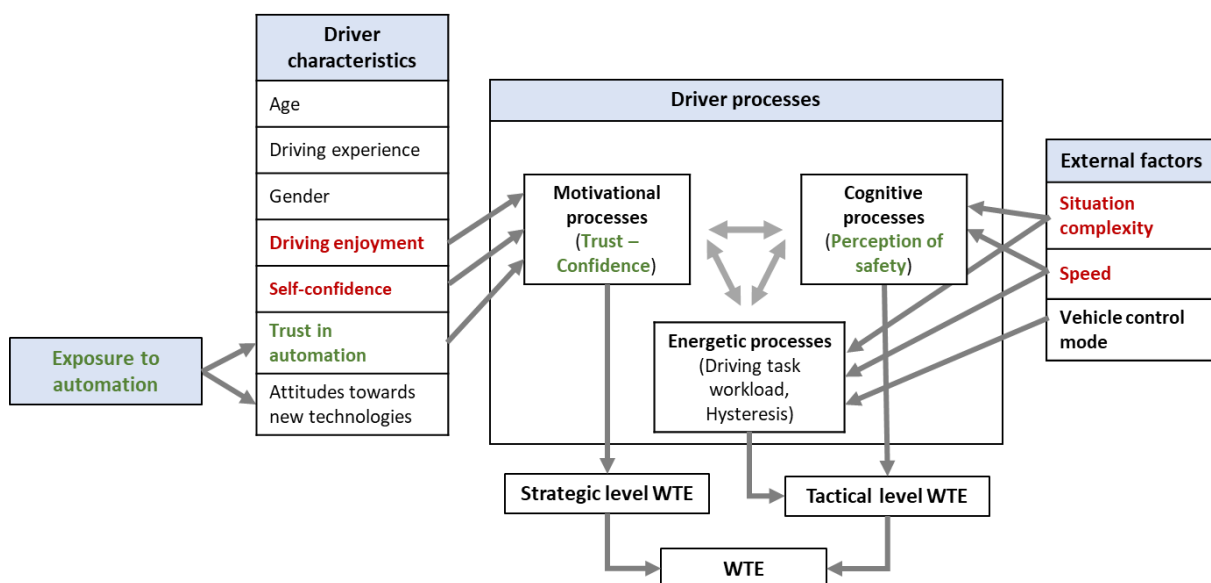 Driver
characteristics
Age
Driving experience
Gender
Driving enjoyment
Self-confidence
Trust in
automation
Attitudes towards
new technologies
Exposure to
automation
Driver processes
Motivational
processes
(Trust –
Confidence)
Cognitive
processes
(Perception of
safety)
Energetic processes
(Driving task
workload,
Hysteresis)
External factors
Situation
complexity
Speed
Vehicle control
mode
Strategic level WTE
Tactical level WTE
WTE